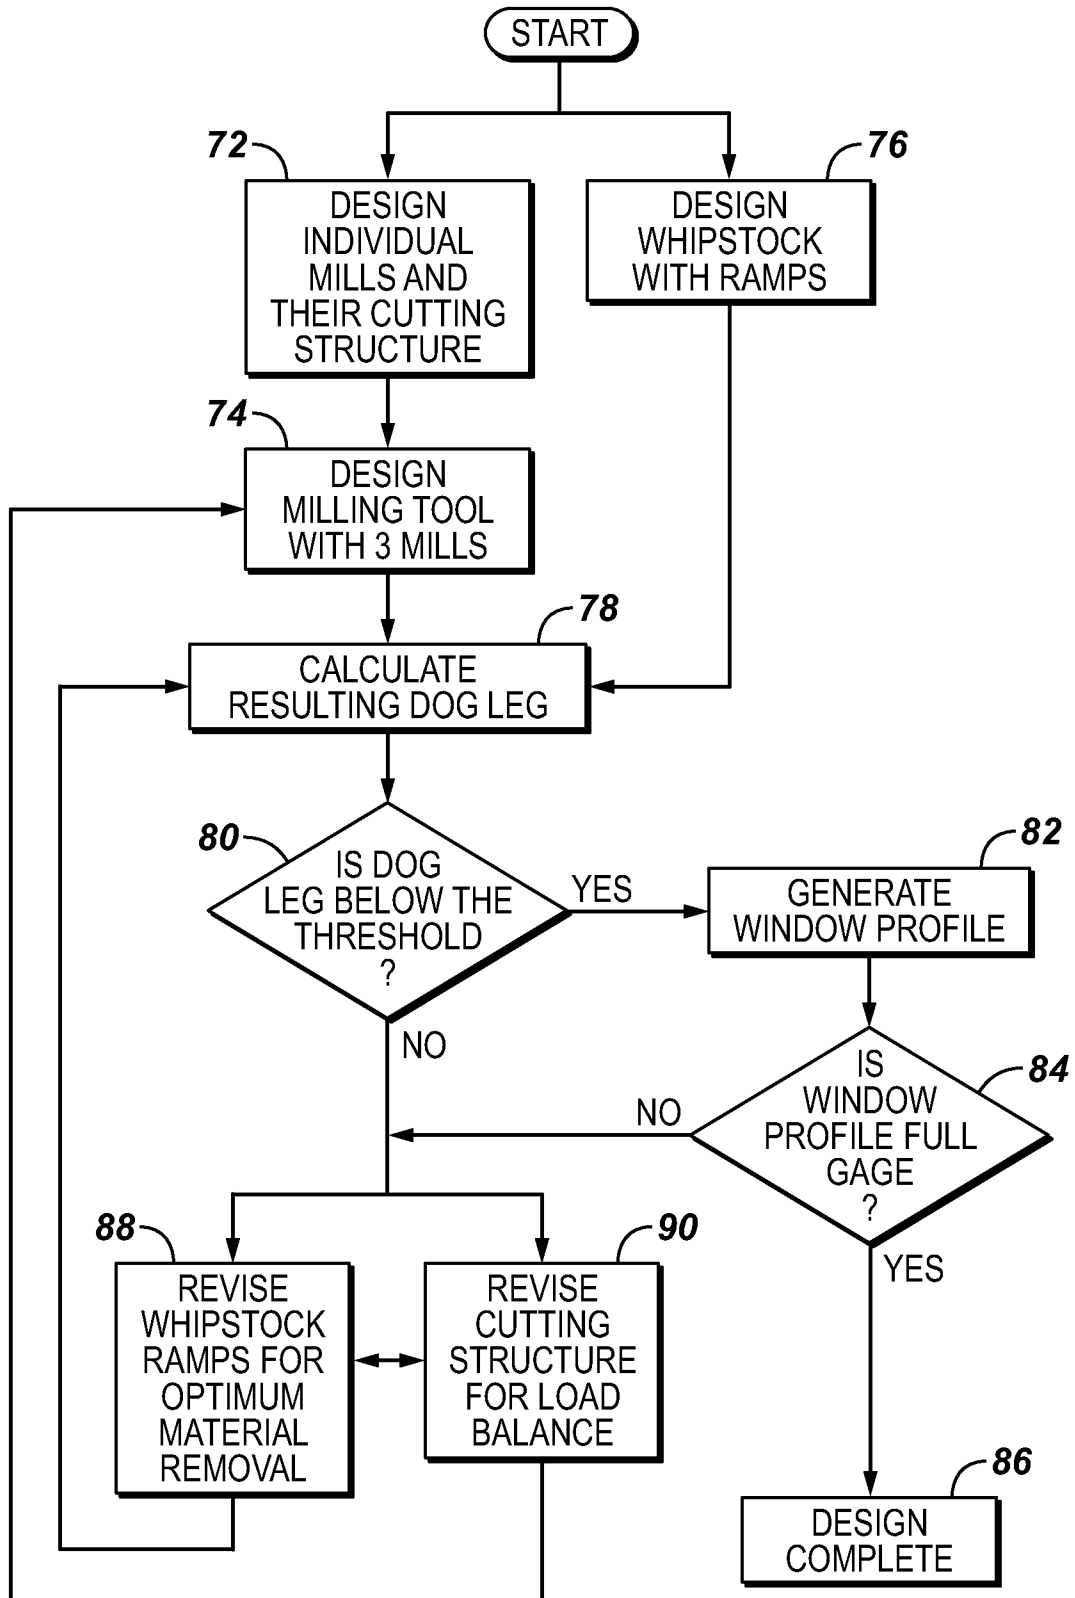 START
72
DESIGN
INDIVIDUAL
MILLS AND
THEIR CUTTING
STRUCTURE
76
DESIGN
WHIPSTOCK
WITH RAMPS
74
DESIGN
MILLING TOOL
WITH 3 MILLS
78
CALCULATE
RESULTING DOG LEG
80
IS DOG
LEG BELOW THE
THRESHOLD
?
YES
NO
82
GENERATE
WINDOW PROFILE
84
IS
WINDOW
PROFILE FULL
GAGE
?
NO
YES
88
REVISE
WHIPSTOCK
RAMPS FOR
OPTIMUM
MATERIAL
REMOVAL
90
REVISE
CUTTING
STRUCTURE
FOR LOAD
BALANCE
86
DESIGN
COMPLETE